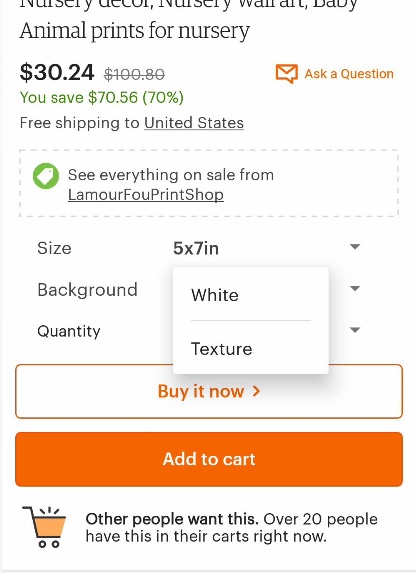 Nursery decor, Nursery wall art, Baby
Animal prints for nursery
$30.24 $100.80
Ask a Question
You save $70.56 (70%)
Free shipping to United States
See everything on sale from
LamourFouPrintShop
Size 5x7in
Background
White
Quantity
Texture
Buy it now >
Add to cart
Other people want this. Over 20 people
have this in their carts right now.